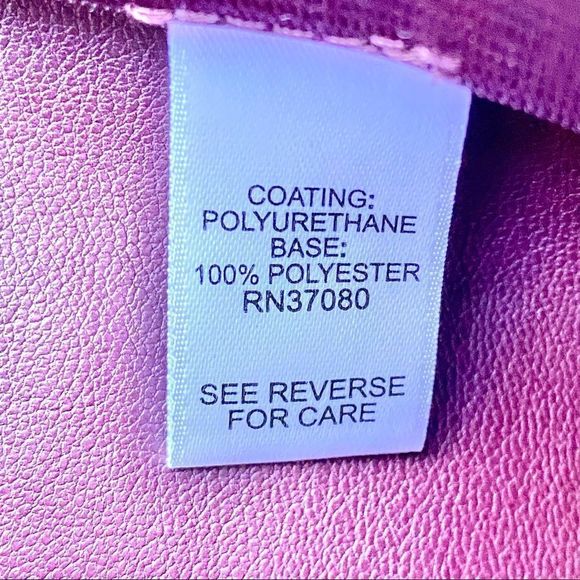 COATING:
POLYURETHANE
BASE:
100% POLYESTER
RN37080
SEE REVERSE
FOR CARE